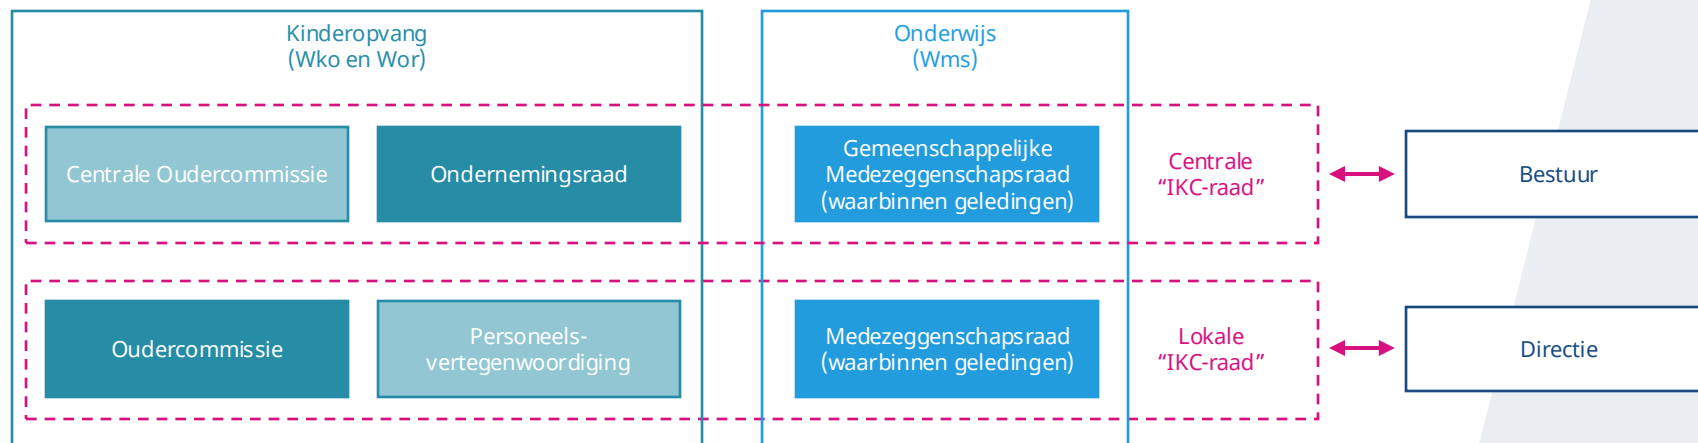 Kinderopvang
(Wko en Wor)
Onderwijs
(Wms)
Centrale Oudercommissie
Ondernemingsraad
Gemeenschappelijke
Medezeggenschapsraad
(waarbinnen geledingen)
Centrale
“IKC-raad”
Bestuur
Oudercommissie
Personeels-
vertegenwoordiging
Medezeggenschapsraad
(waarbinnen geledingen)
Lokale
“IKC-raad”
Directie